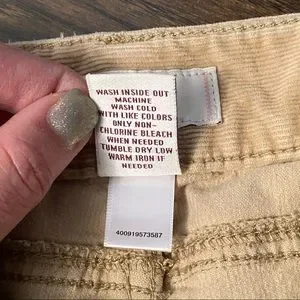 WASH INSIDE OUT
MACHINE
WASH COLD
WITH LIKE COLORS
ONLY NON-
CHLORINE BLEACH
WHEN NEEDED
TUMBLE DRY LOW
WARM IRON IF
NEEDED
400919573587